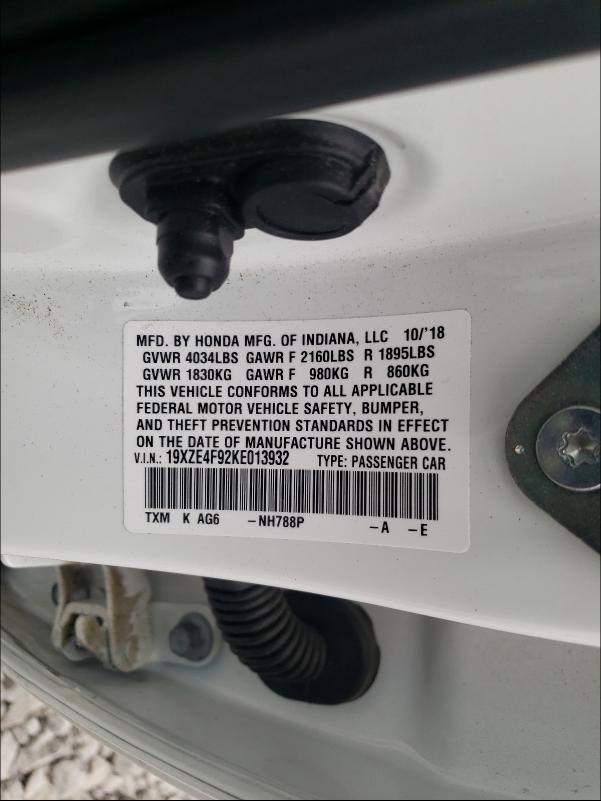 MFD. BY HONDA MFG. OF INDIANA, LLC 10/'18
GVWR 4034LBS GAWR F 2160LBS R 1895LBS
GVWR 1830KG GAWR F 980KG R 860KG
THIS VEHICLE CONFORMS TO ALL APPLICABLE
FEDERAL MOTOR VEHICLE SAFETY, BUMPER,
AND THEFT PREVENTION STANDARDS IN EFFECT
ON THE DATE OF MANUFACTURE SHOWN ABOVE.
V.I.N.: 19XZE4F92KE013932 TYPE: PASSENGER CAR
TXM K AG6 -NH788P -A -E